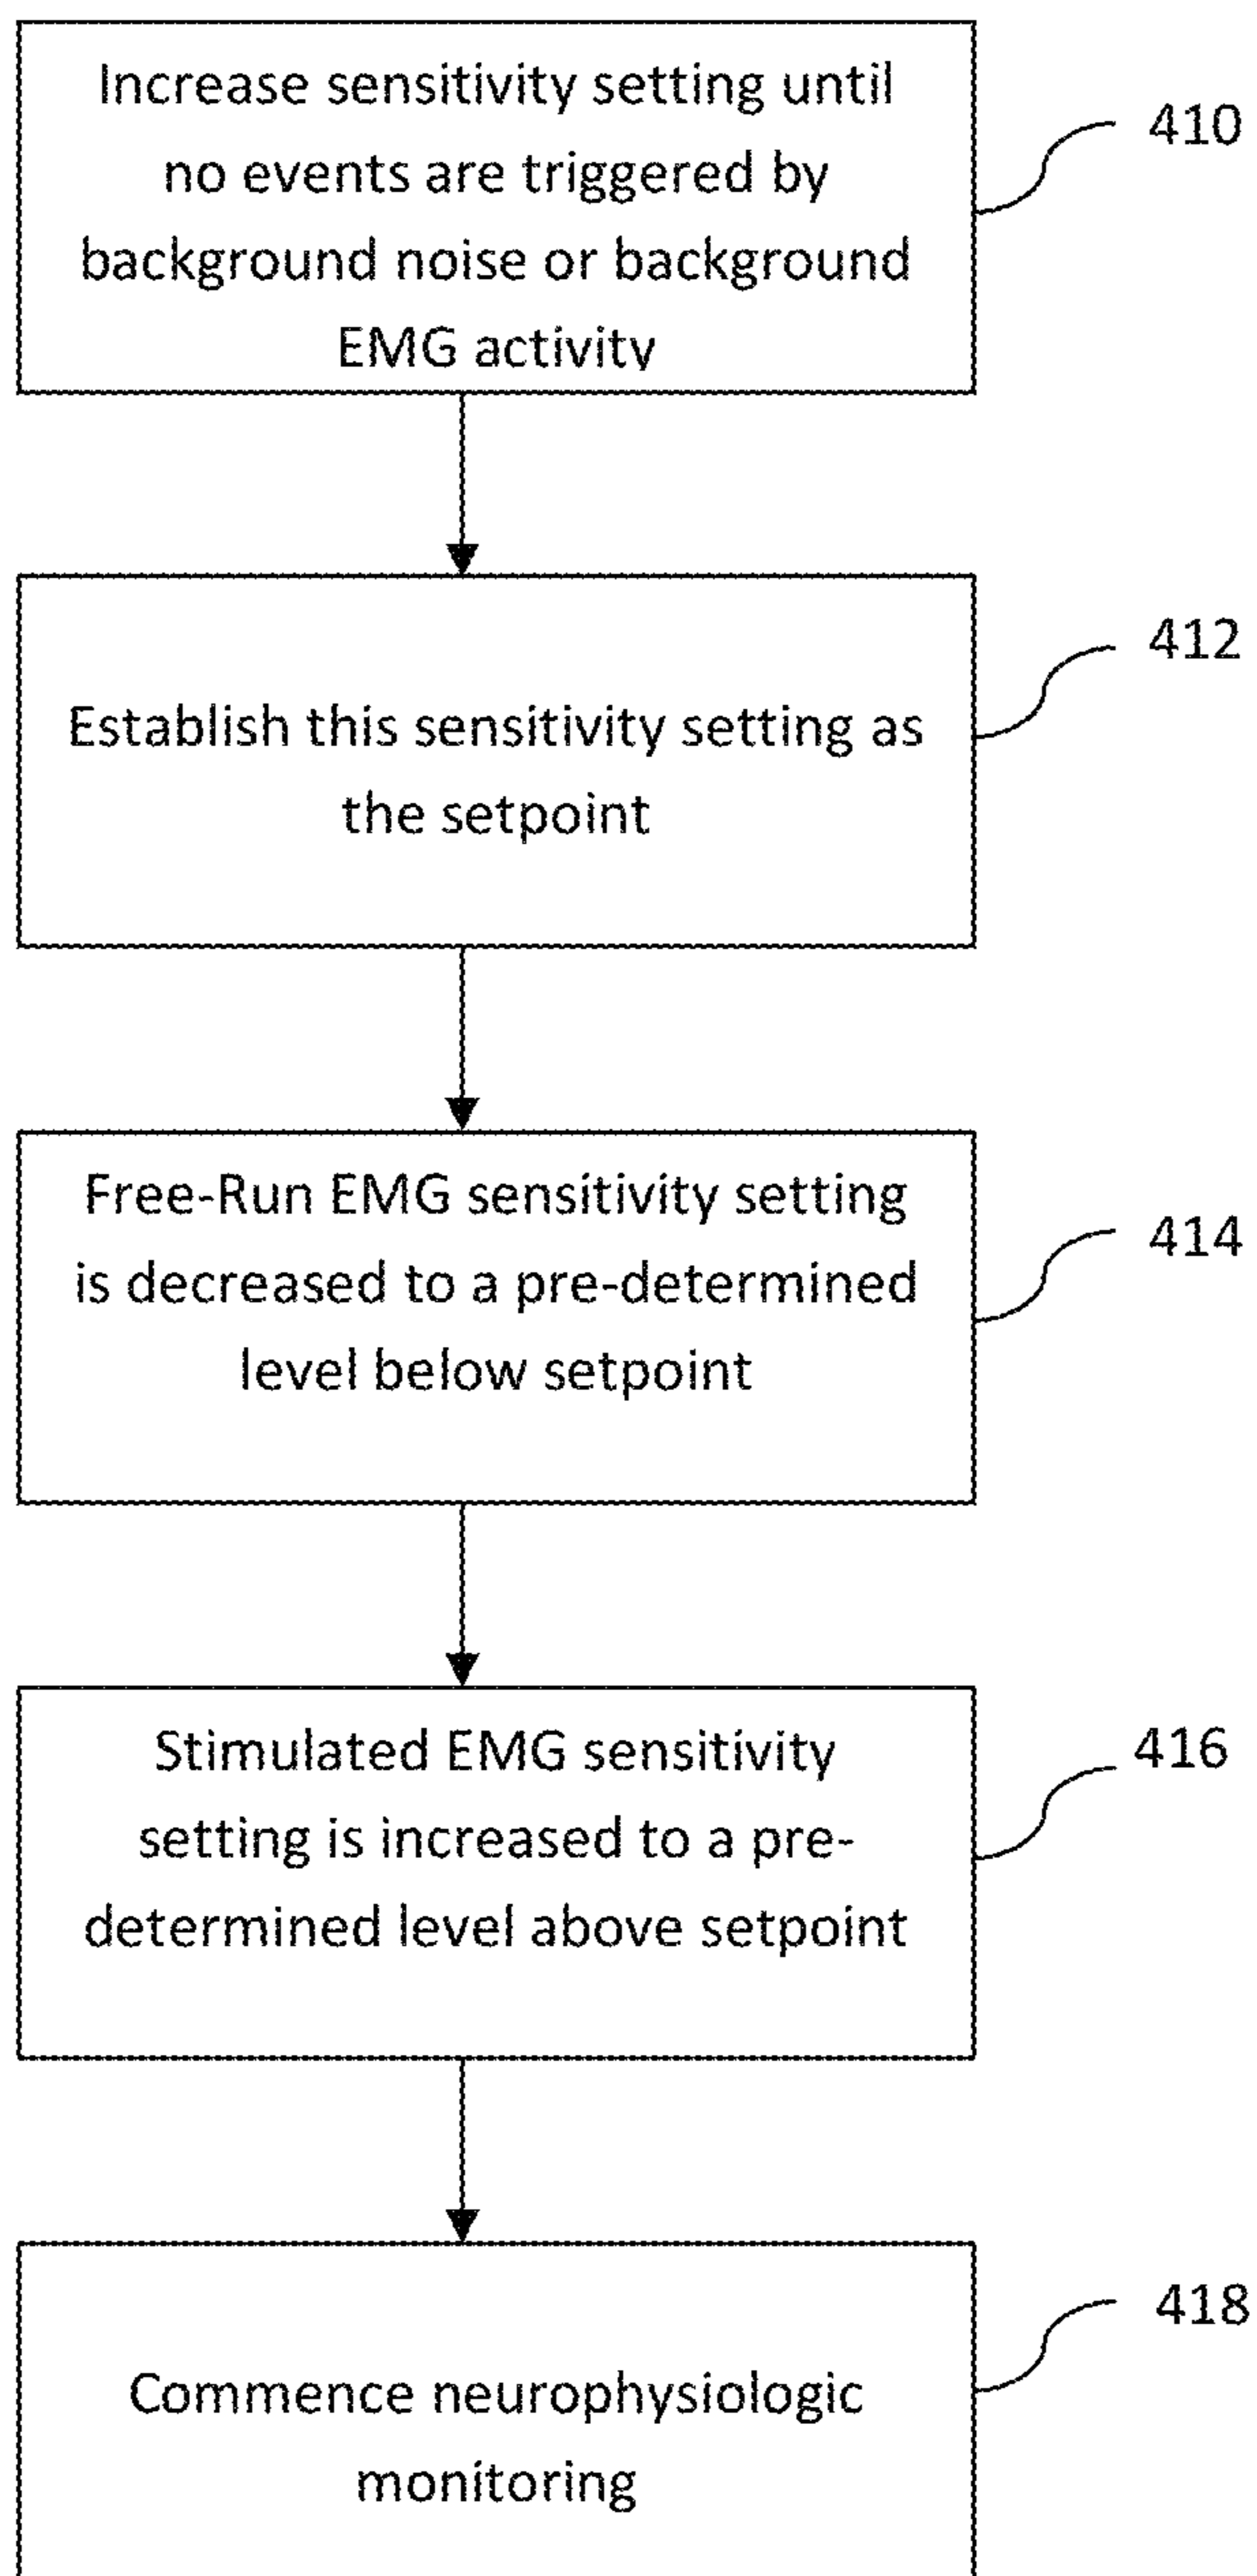 Increase sensitivity setting until
no events are triggered by
background noise or background
EMG activity
410
Establish this sensitivity setting as
the setpoint
412
Free-Run EMG sensitivity setting
is decreased to a pre-determined
level below setpoint
414
Stimulated EMG sensitivity
setting is increased to a pre-
determined level above setpoint
416
Commence neurophysiologic
monitoring
418